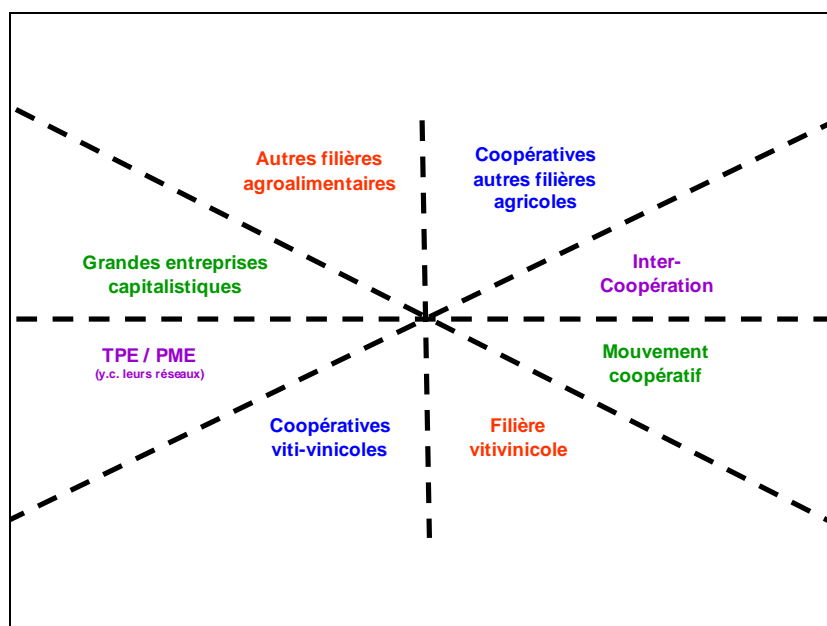 Autres filières
agroalimentaires
Coopératives
autres filières
agricoles
Grandes entreprises
capitalistiques
Inter-
Coopération
TPE / PME
(y.c. leurs réseaux)
Mouvement
coopératif
Coopératives
viti-vinicoles
Filière
vitivinicole